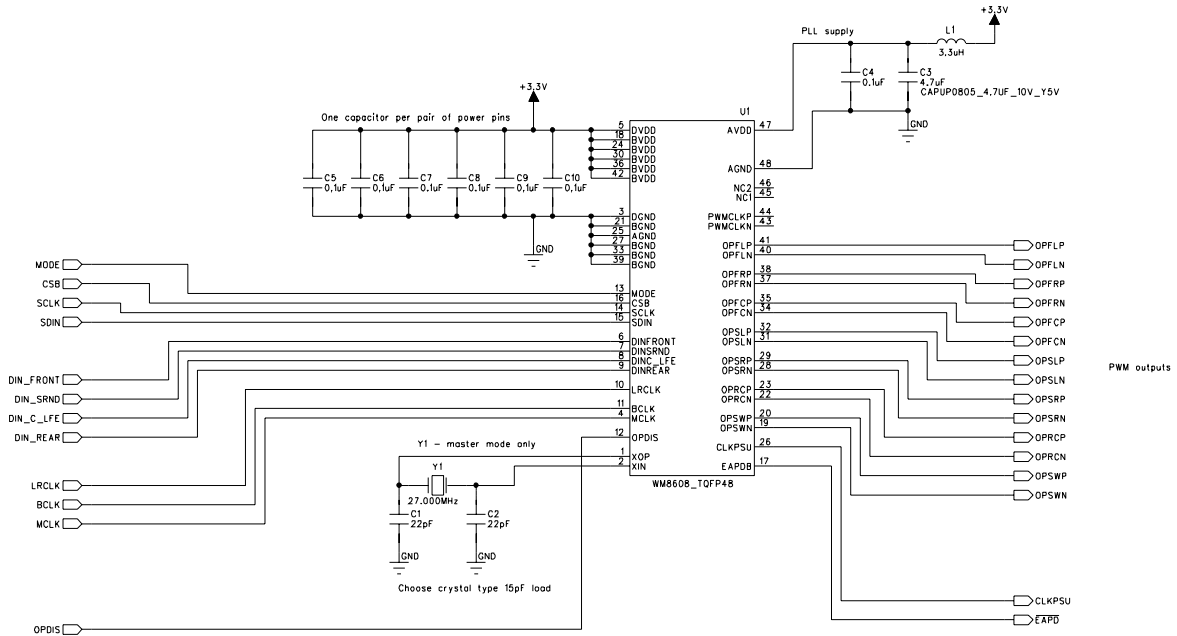 +3.3V
PLL supply
L1
3.3uH
C4
0.1uF
C3
4.7uF
CAPUP0805_4.7UF_10V_Y5V
GND
+3.3V
One capacitor per pair of power pins
C5
0.1uF
C6
0.1uF
C7
0.1uF
C8
0.1uF
C9
0.1uF
C10
0.1uF
GND
U1
5 DVDD
18 BVDD
24 BVDD
30 BVDD
36 BVDD
42 BVDD
3 DGND
21 BGND
25 AGND
27 BGND
33 BGND
39 BGND
13 MODE
16 CSB
14 SCLK
15 SDIN
6 DINFRONT
7 DINSRND
8 DINC_LFE
9 DINREAR
10 LRCLK
11 BCLK
4 MCLK
12 OPDIS
1 XOP
2 XIN
AVDD 47
AGND 48
NC2 46
NC1 45
PWMCLKP 44
PWMCLKN 43
OPFLP 41
OPFLN 40
OPFRP 38
OPFRN 37
OPFCP 35
OPFCN 34
OPSLP 32
OPSLN 31
OPSRP 29
OPSRN 28
OPRCP 23
OPRCN 22
OPSWP 20
OPSWN 19
CLKPSU 26
EAPDB 17
WM8608_TQFP48
MODE
CSB
SCLK
SDIN
DIN_FRONT
DIN_SRND
DIN_C_LFE
DIN_REAR
LRCLK
BCLK
MCLK
OPDIS
Y1 - master mode only
Y1
27.000MHz
C1
22pF
C2
22pF
GND
GND
Choose crystal type 15pF load
OPFLP
OPFLN
OPFRP
OPFRN
OPFCP
OPFCN
OPSLP
OPSLN
OPSRP
OPSRN
OPRCP
OPRCN
OPSWP
OPSWN
PWM outputs
CLKPSU
EAPD